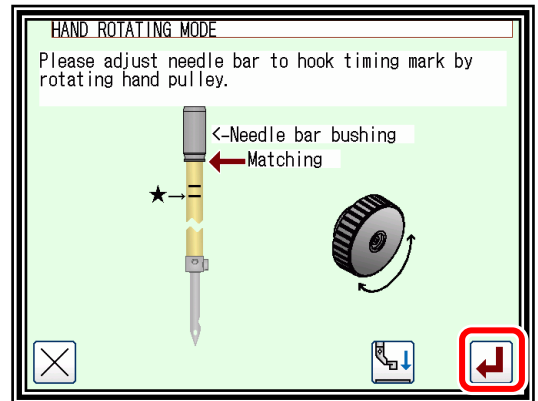 HAND ROTATING MODE
Please adjust needle bar to hook timing mark by
rotating hand pulley.
<-Needle bar bushing
Matching
★→